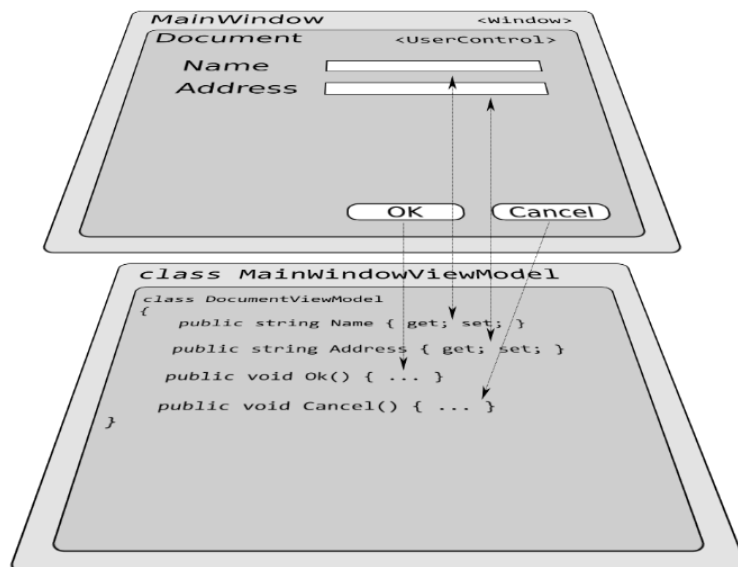 MainWindow <Window>
Document <UserControl>
Name
Address
OK Cancel
class MainWindowViewModel
class DocumentViewModel
{
public string Name { get; set; }
public string Address { get; set; }
public void Ok() { ... }
public void Cancel() { ... }
}